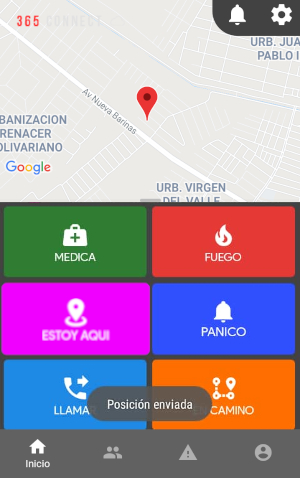 365 CONNECT
URB. JUA
PABLO I
Av Nueva Barinas
BANIZACION
RENACER
OLIVARIANO
Google
URB. VIRGEN
DEL VALLE
MEDICA
FUEGO
ESTOY AQUI
PANICO
LLAMA
CAMINO
Posición enviada
Inicio